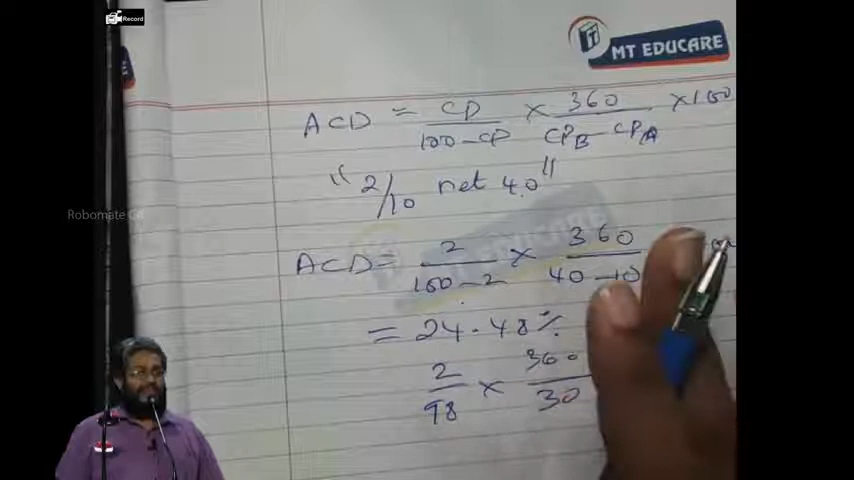 Record
MT EDUCARE
ACD = CD / 100 - CD × 360 / CPB - CPA × 100
"2/10 net 40"
Robomate
ACD = 2 / 100 - 2 × 360 / 40 - 10
= 24.48%
2 / 98 × 360 / 30